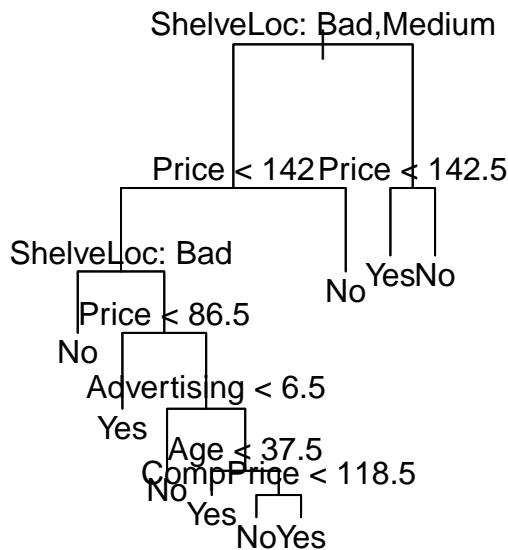 ShelveLoc: Bad,Medium
Price < 142 Price < 142.5
ShelveLoc: Bad
Yes No
No
Price < 86.5
No
Advertising < 6.5
Yes
Age < 37.5
CompPrice < 118.5
No
Yes
No Yes